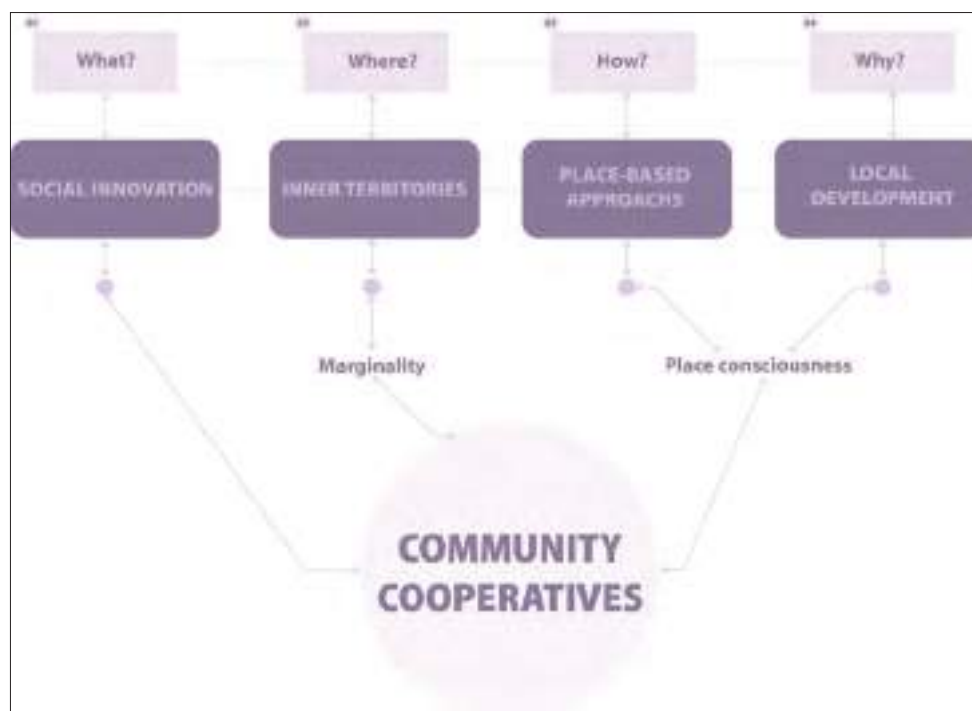 What?
Where?
How?
Why?
SOCIAL INNOVATION
INNER TERRITORIES
PLACE-BASED
APPROACHS
LOCAL
DEVELOPMENT
Marginality
Place consciousness
COMMUNITY
COOPERATIVES